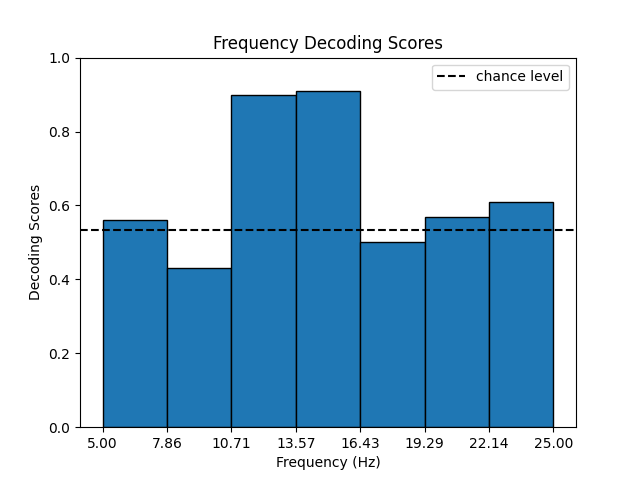 Frequency Decoding Scores
chance level
1.0
0.8
0.6
0.4
0.2
0.0
Decoding Scores
5.00 7.86 10.71 13.57 16.43 19.29 22.14 25.00
Frequency (Hz)